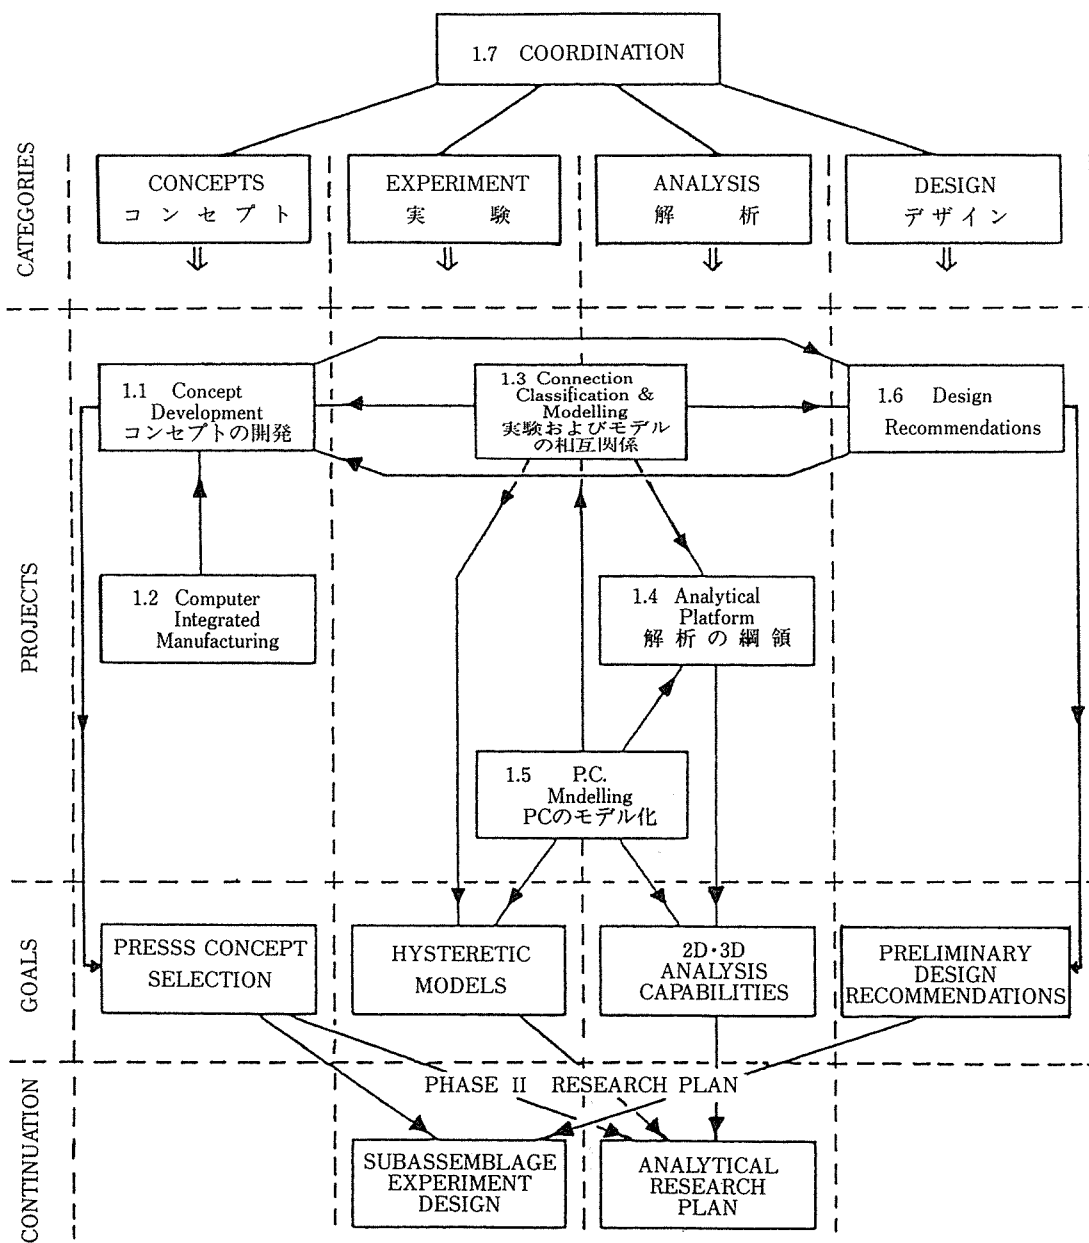 1.7 COORDINATION
CATEGORIES
CONCEPTS
コンセプト
EXPERIMENT
実 験
ANALYSIS
解 析
DESIGN
デザイン
PROJECTS
1.1 Concept
Development
コンセプトの開発
1.3 Connection
Classification &
Modelling
実験およびモデル
の相互関係
1.6 Design
Recommendations
1.2 Computer
Integrated
Manufacturing
1.4 Analytical
Platform
解析の綱領
1.5 P.C.
Mndelling
PCのモデル化
GOALS
PRESSS CONCEPT
SELECTION
HYSTERETIC
MODELS
2D・3D
ANALYSIS
CAPABILITIES
PRELIMINARY
DESIGN
RECOMMENDATIONS
CONTINUATION
PHASE II RESEARCH PLAN
SUBASSEMBLAGE
EXPERIMENT
DESIGN
ANALYTICAL
RESEARCH
PLAN